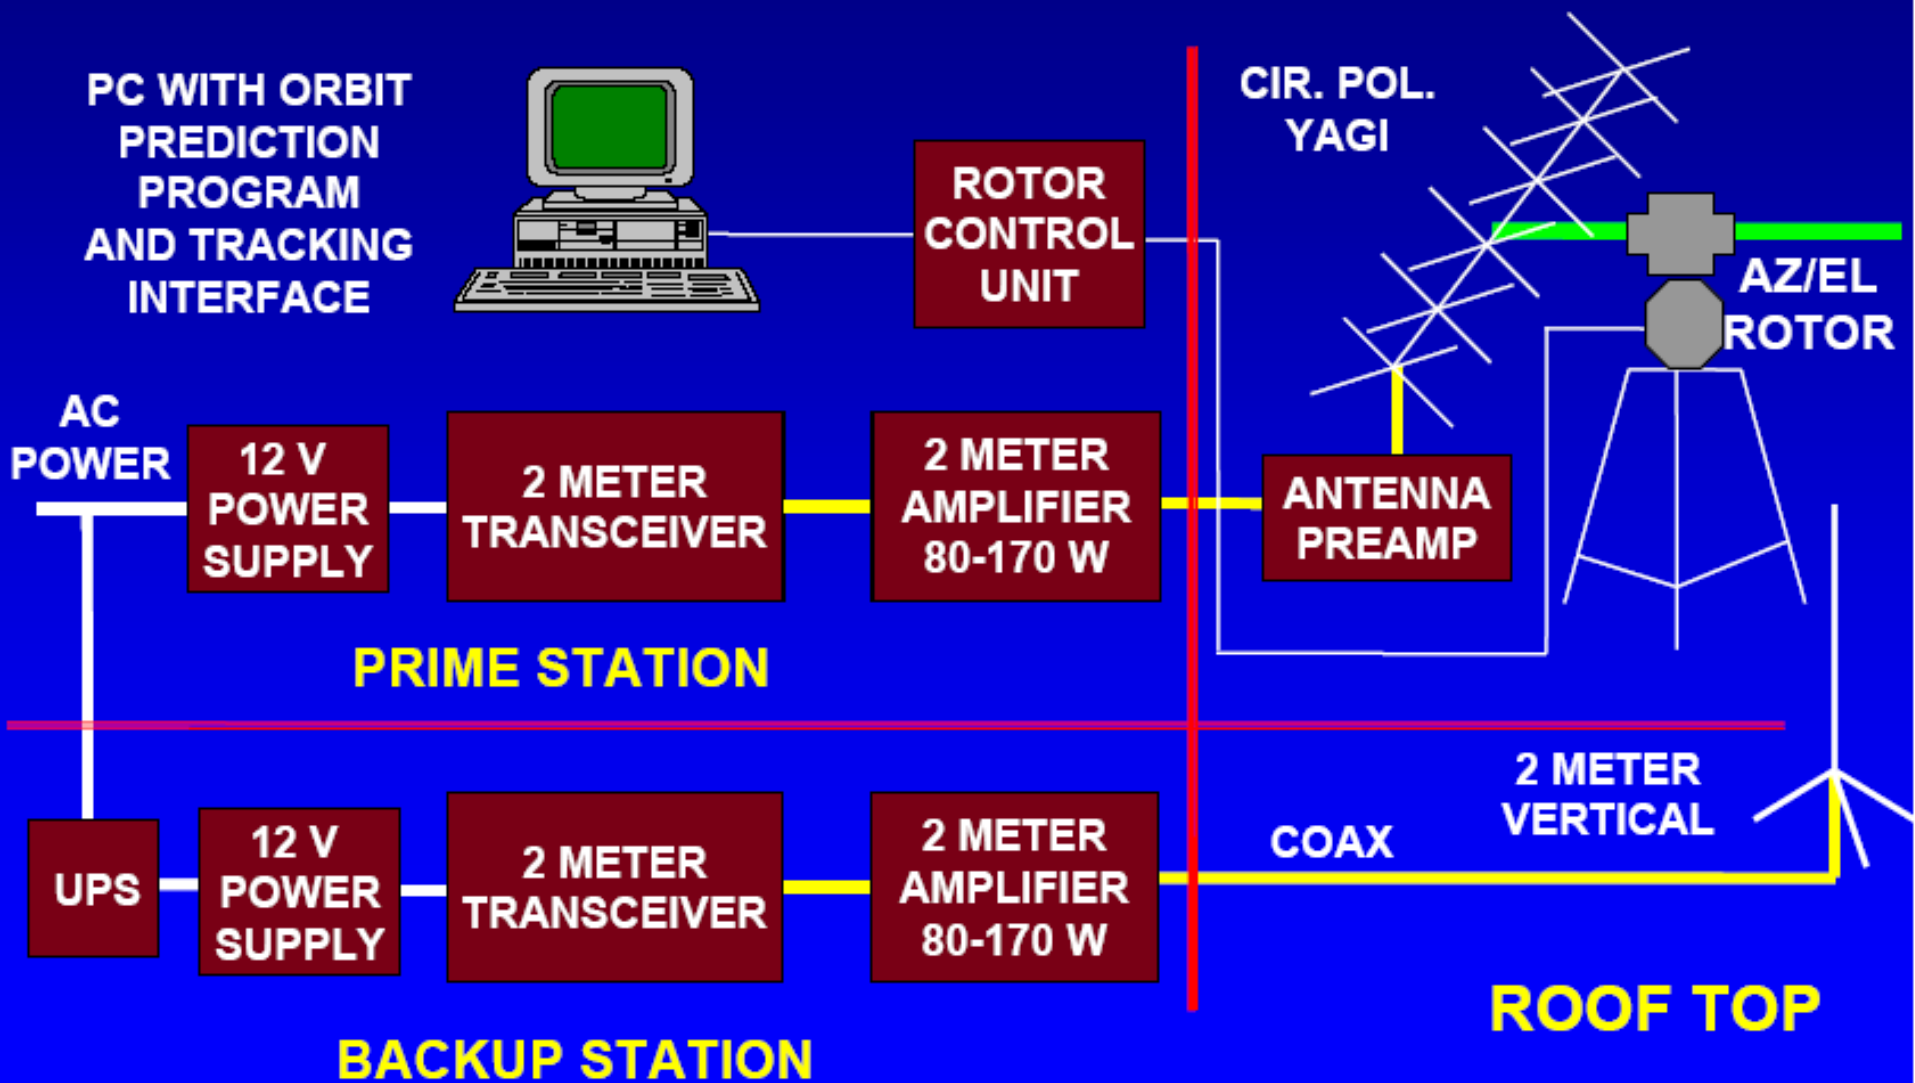 PC WITH ORBIT
PREDICTION
PROGRAM
AND TRACKING
INTERFACE
ROTOR
CONTROL
UNIT
CIR. POL.
YAGI
AZ/EL
ROTOR
AC
POWER
12 V
POWER
SUPPLY
2 METER
TRANSCEIVER
2 METER
AMPLIFIER
80-170 W
ANTENNA
PREAMP
PRIME STATION
UPS
12 V
POWER
SUPPLY
2 METER
TRANSCEIVER
2 METER
AMPLIFIER
80-170 W
COAX
2 METER
VERTICAL
ROOF TOP
BACKUP STATION